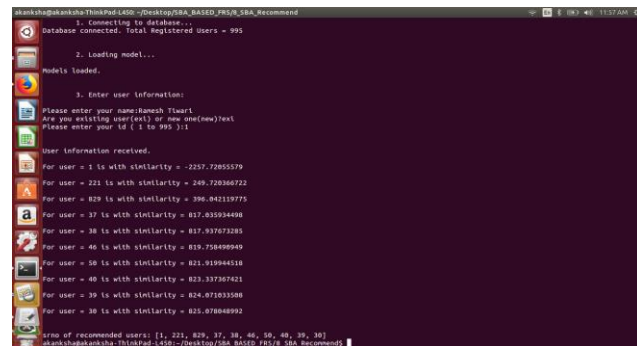 akanksha@akanksha-ThinkPad-L450: ~/Desktop/SBA_BASED_FRS/8_SBA_Recommend
11:57 AM
1. Connecting to database...
Database connected. Total Registered Users = 995
2. Loading model...
Models loaded.
3. Enter user information:
Please enter your name:Ramesh Tiwari
Are you existing user(exi) or new one(new)?exi
Please enter your id ( 1 to 995 ):1
User information received.
For user = 1 is with similarity = -2257.72055579
For user = 221 is with similarity = 249.720366722
For user = 829 is with similarity = 396.042119775
For user = 37 is with similarity = 817.035934498
For user = 38 is with similarity = 817.937673285
For user = 46 is with similarity = 819.758490949
For user = 50 is with similarity = 821.919944518
For user = 40 is with similarity = 823.337367421
For user = 39 is with similarity = 824.071033508
For user = 30 is with similarity = 825.078048992
srno of recommended users: [1, 221, 829, 37, 38, 46, 50, 40, 39, 30]
akanksha@akanksha-ThinkPad-L450:~/Desktop/SBA_BASED_FRS/8_SBA_Recommend$